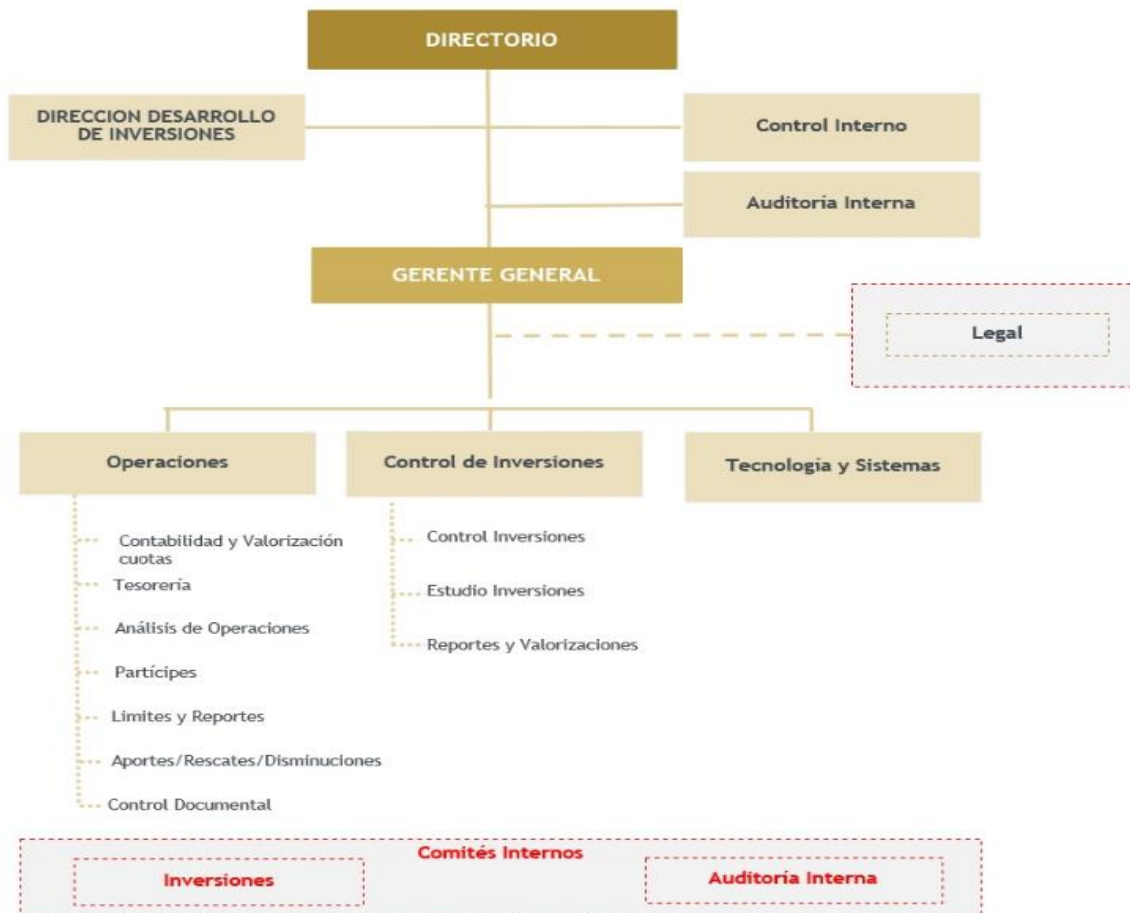 DIRECTORIO
DIRECCION DESARROLLO
DE INVERSIONES
Control Interno
Auditoría Interna
GERENTE GENERAL
Legal
Operaciones
Control de Inversiones
Tecnología y Sistemas
Contabilidad y Valorización
cuotas
Tesorería
Análisis de Operaciones
Partícipes
Limites y Reportes
Aportes/Rescates/Disminuciones
Control Documental
Control Inversiones
Estudio Inversiones
Reportes y Valorizaciones
Comités Internos
Inversiones
Auditoría Interna